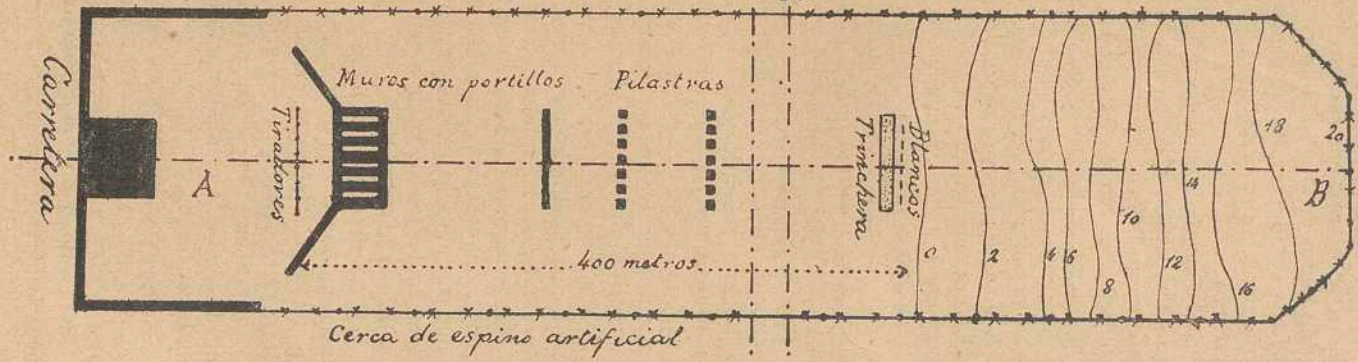 Carretera
A
Tiradores
Muros con portillos
Pilastras
Trinchera
Blancos
400 metros
0
2
4
6
8
10
12
14
16
18
20
B
Cerca de espino artificial